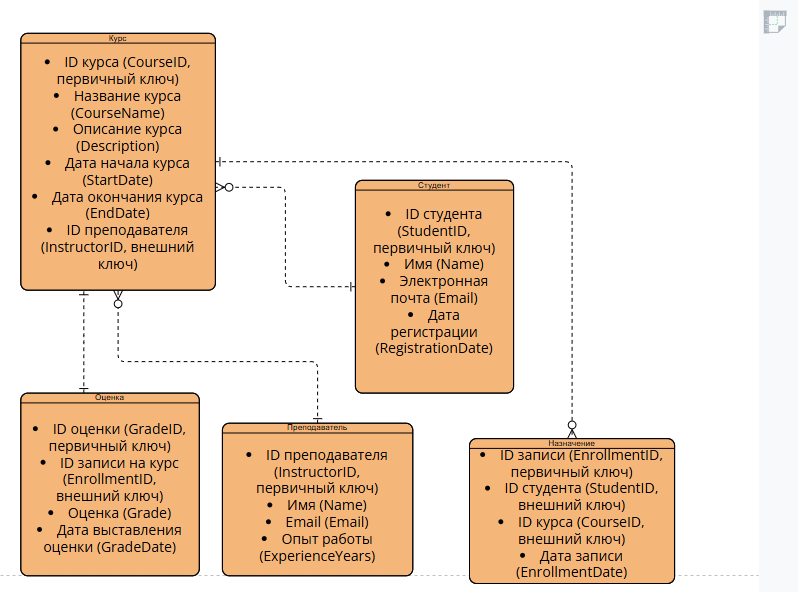 Курс
• ID курса (CourseID,
первичный ключ)
• Название курса
(CourseName)
• Описание курса
(Description)
• Дата начала курса
(StartDate)
• Дата окончания курса
(EndDate)
• ID преподавателя
(InstructorID, внешний
ключ)
Студент
• ID студента
(StudentID,
первичный ключ)
• Имя (Name)
• Электронная
почта (Email)
• Дата
регистрации
(RegistrationDate)
Оценка
• ID оценки (GradeID,
первичный ключ)
• ID записи на курс
(EnrollmentID,
внешний ключ)
• Оценка (Grade)
• Дата выставления
оценки (GradeDate)
Преподаватель
• ID преподавателя
(InstructorID,
первичный ключ)
• Имя (Name)
• Email (Email)
• Опыт работы
(ExperienceYears)
Назначение
• ID записи (EnrollmentID,
первичный ключ)
• ID студента (StudentID,
внешний ключ)
• ID курса (CourseID,
внешний ключ)
• Дата записи
(EnrollmentDate)